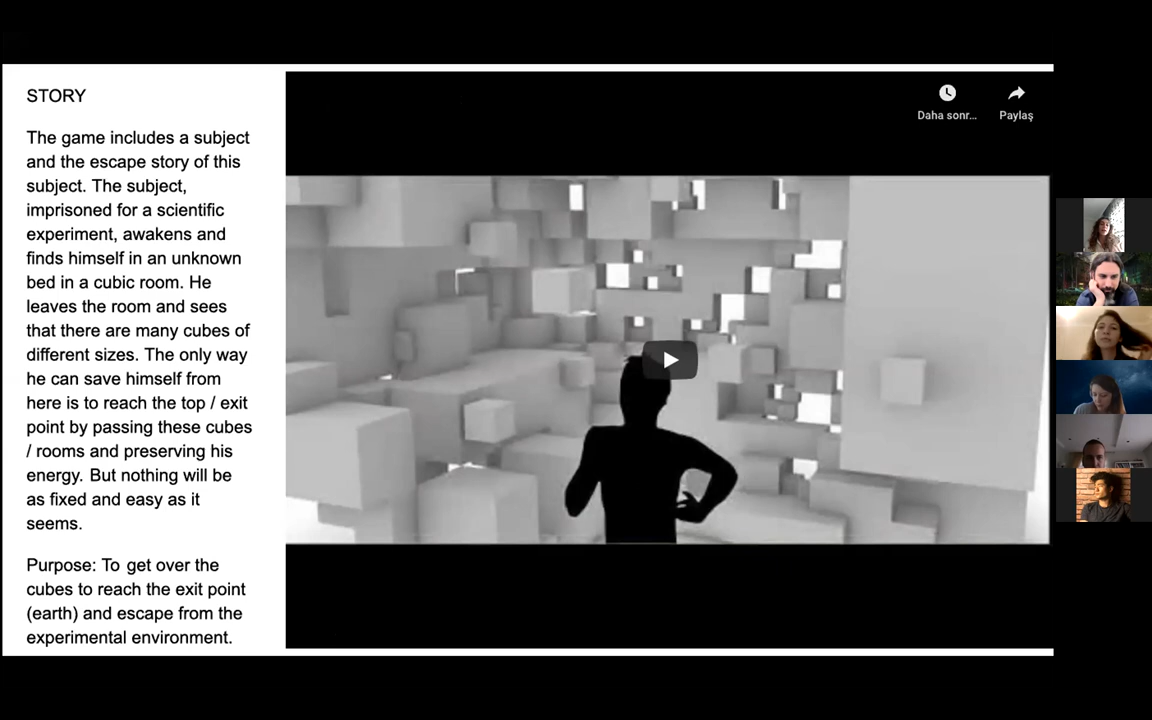 STORY
The game includes a subject
and the escape story of this
subject. The subject,
imprisoned for a scientific
experiment, awakens and
finds himself in an unknown
bed in a cubic room. He
leaves the room and sees
that there are many cubes of
different sizes. The only way
he can save himself from
here is to reach the top / exit
point by passing these cubes
/ rooms and preserving his
energy. But nothing will be
as fixed and easy as it
seems.
Purpose: To get over the
cubes to reach the exit point
(earth) and escape from the
experimental environment.
Daha sonr...
Paylaş